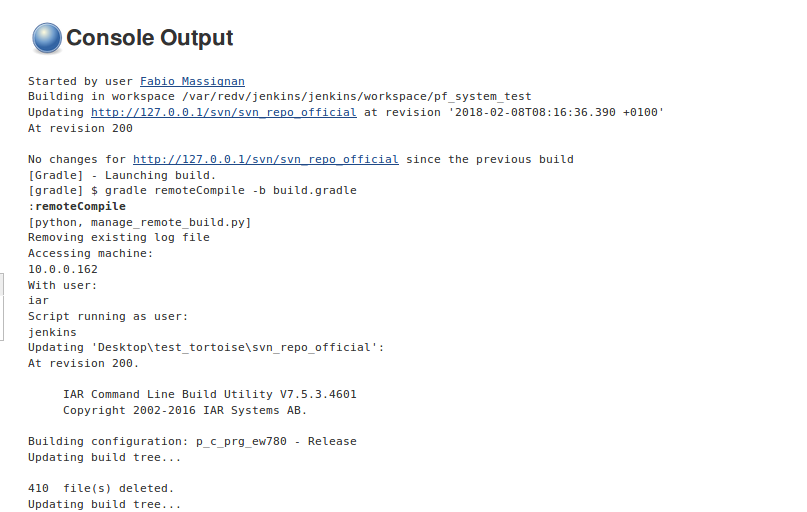 Console Output
Started by user Fabio Massignan
Building in workspace /var/redv/jenkins/jenkins/workspace/pf_system_test
Updating http://127.0.0.1/svn/svn_repo_official at revision '2018-02-08T08:16:36.390 +0100'
At revision 200
No changes for http://127.0.0.1/svn/svn_repo_official since the previous build
[Gradle] - Launching build.
[gradle] $ gradle remoteCompile -b build.gradle
:remoteCompile
[python, manage_remote_build.py]
Removing existing log file
Accessing machine:
10.0.0.162
With user:
iar
Script running as user:
jenkins
Updating 'Desktop\test_tortoise\svn_repo_official':
At revision 200.
IAR Command Line Build Utility V7.5.3.4601
Copyright 2002-2016 IAR Systems AB.
Building configuration: p_c_prg_ew780 - Release
Updating build tree...
410  file(s) deleted.
Updating build tree...